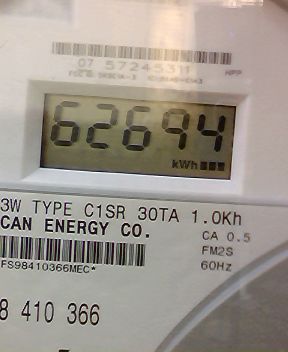 07 57245311
NPP
62694
kWh
3W TYPE C1SR 30TA 1.0Kh
CAN ENERGY CO.
CA 0.5
FM2S
60Hz
FS98410366MEC*
8 410 366